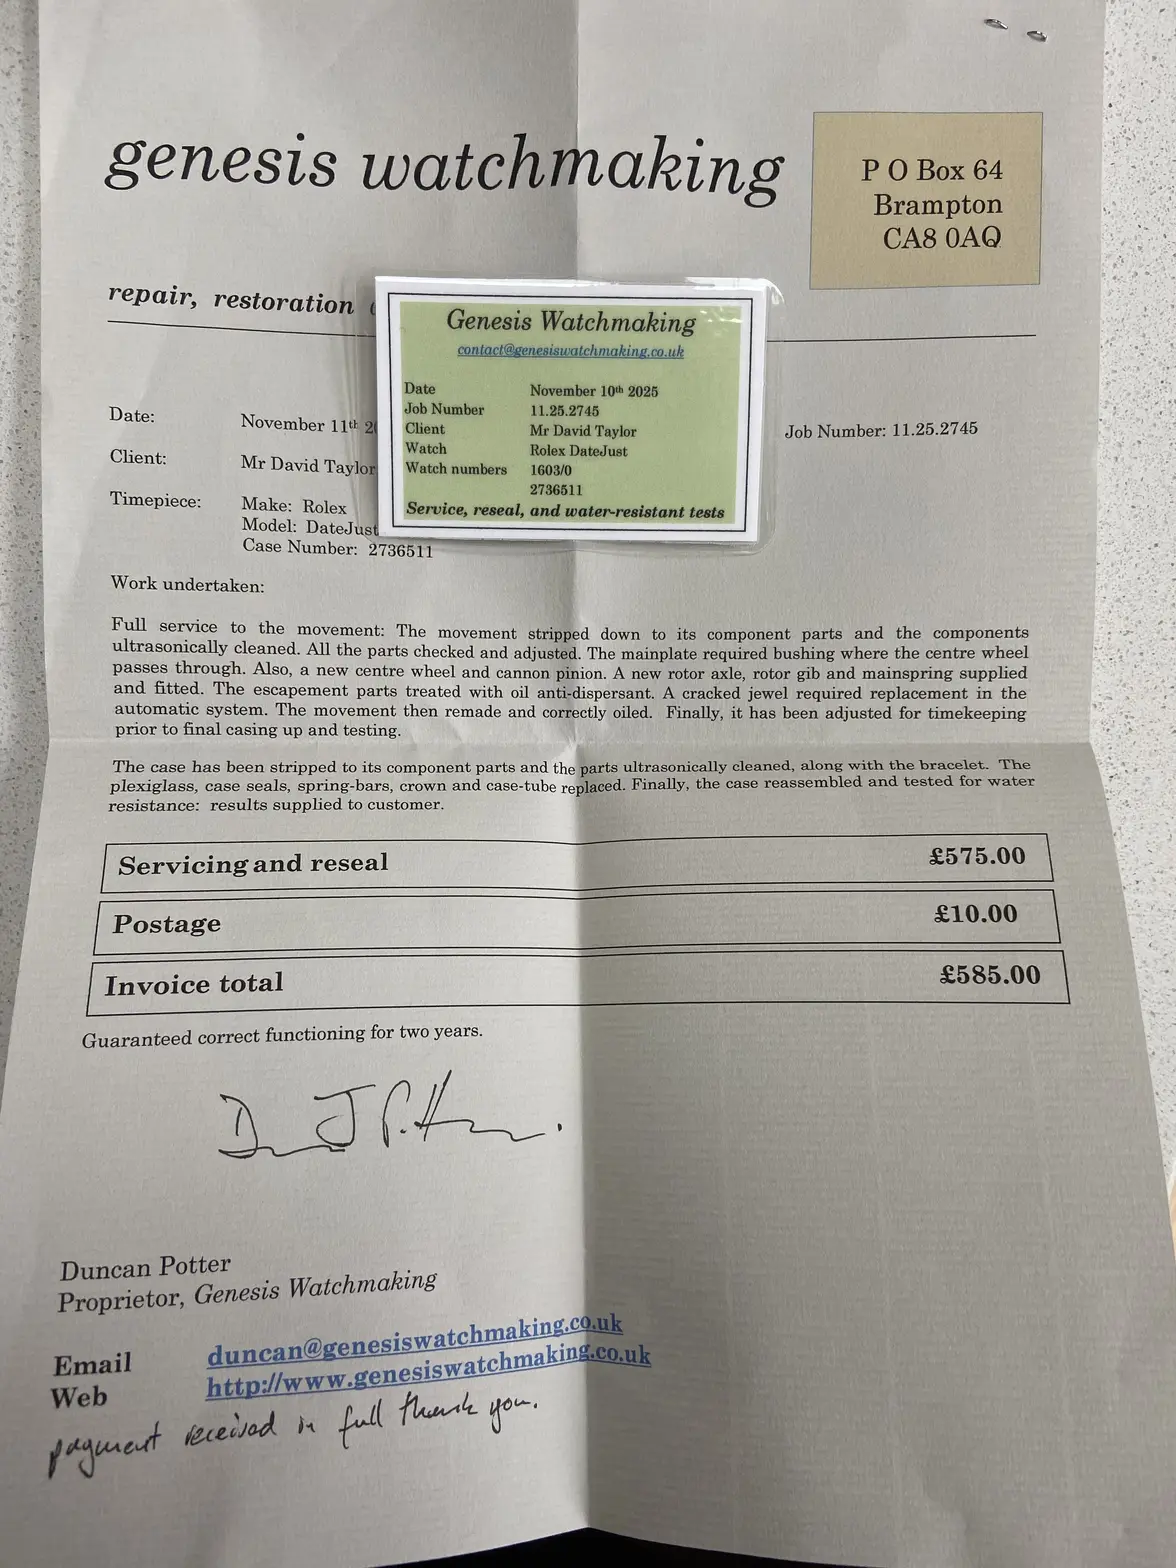 genesis watchmaking
P O Box 64
Brampton
CA8 0AQ
repair, restoration
Genesis Watchmaking
contact@genesiswatchmaking.co.uk
Date November 10th 2025
Job Number 11.25.2745
Client Mr David Taylor
Watch Rolex DateJust
Watch numbers 1603/0
2736511
Service, reseal, and water-resistant tests
Date: November 11th 2 Job Number: 11.25.2745
Client: Mr David Taylor
Timepiece: Make: Rolex
Model: DateJust
Case Number: 2736511
Work undertaken:
Full service to the movement: The movement stripped down to its component parts and the components
ultrasonically cleaned. All the parts checked and adjusted. The mainplate required bushing where the centre wheel
passes through. Also, a new centre wheel and cannon pinion. A new rotor axle, rotor gib and mainspring supplied
and fitted. The escapement parts treated with oil anti-dispersant. A cracked jewel required replacement in the
automatic system. The movement then remade and correctly oiled. Finally, it has been adjusted for timekeeping
prior to final casing up and testing.
The case has been stripped to its component parts and the parts ultrasonically cleaned, along with the bracelet. The
plexiglass, case seals, spring-bars, crown and case-tube replaced. Finally, the case reassembled and tested for water
resistance: results supplied to customer.
Servicing and reseal £575.00
Postage £10.00
Invoice total £585.00
Guaranteed correct functioning for two years.
Duncan Potter
Proprietor, Genesis Watchmaking
Email duncan@genesiswatchmaking.co.uk
Web http://www.genesiswatchmaking.co.uk
payment received in full thank you.